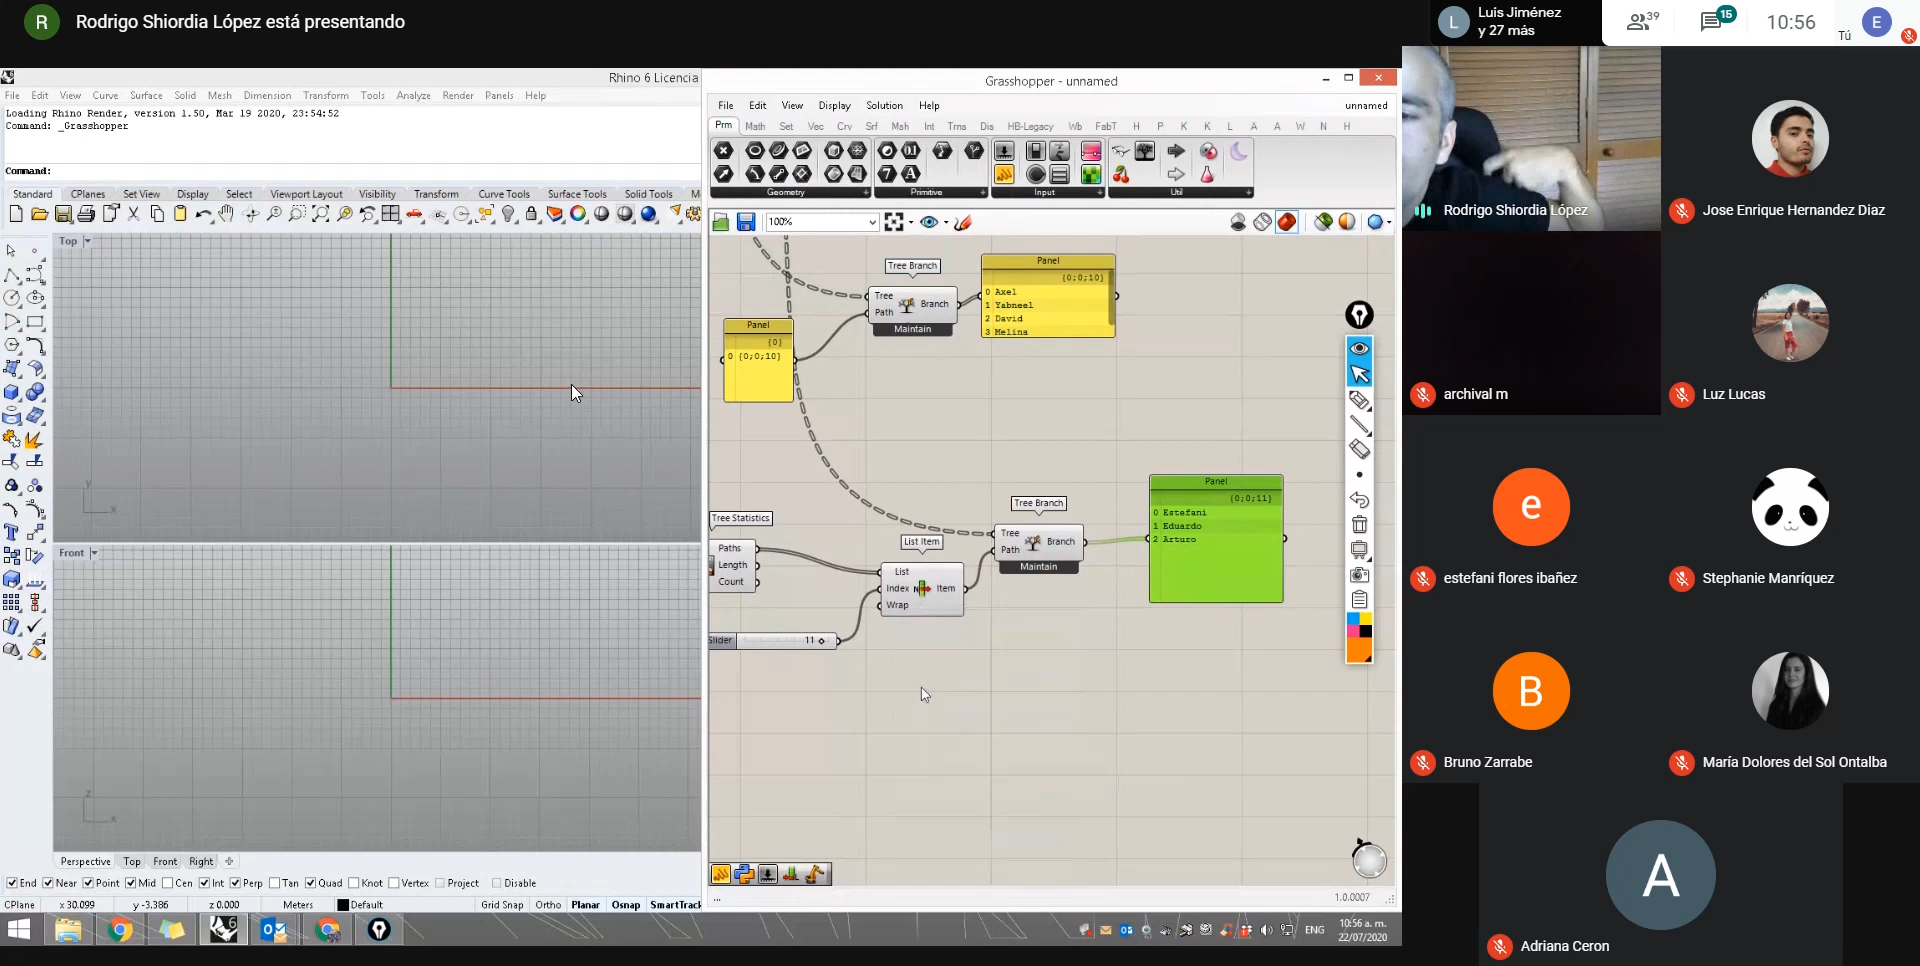 R Rodrigo Shiordia López está presentando
L Luis Jiménez
y 27 más
39
15
10:56
Tú
E
Rhino 6 Licencia
File Edit View Curve Surface Solid Mesh Dimension Transform Tools Analyze Render Panels Help
Loading Rhino Render, version 1.50, Mar 19 2020, 23:54:52
Command: _Grasshopper
Command:
Standard CPlanes Set View Display Select Viewport Layout Visibility Transform Curve Tools Surface Tools Solid Tools M
Top
y
x
Front
z
x
Perspective Top Front Right
End Near Point Mid Cen Int Perp Tan Quad Knot Vertex Project Disable
CPlane x 30.099 y -3.386 z 0.000 Meters Default Grid Snap Ortho Planar Osnap SmartTrack
Grasshopper - unnamed
File Edit View Display Solution Help unnamed
Prm Math Set Vec Crv Srf Msh Int Trns Dis HB-Legacy Wb FabT H P K K L A A W N H
Geometry Primitive Input Util
100%
Tree Branch
Tree
Path
Branch
Maintain
Panel
{0;0;10}
0 Axel
1 Yabneel
2 David
3 Melina
Panel
{0}
0 {0;0;10}
Tree Statistics
Paths
Length
Count
List Item
List
Index
Wrap
Item
Slider 11
Tree Branch
Tree
Path
Branch
Maintain
Panel
{0;0;11}
0 Estefani
1 Eduardo
2 Arturo
...
1.0.0007
ENG
10:56 a. m.
22/07/2020
Rodrigo Shiordia López
Jose Enrique Hernandez Diaz
archival m
Luz Lucas
e
estefani flores ibañez
Stephanie Manríquez
B
Bruno Zarrabe
María Dolores del Sol Ontalba
A
Adriana Ceron